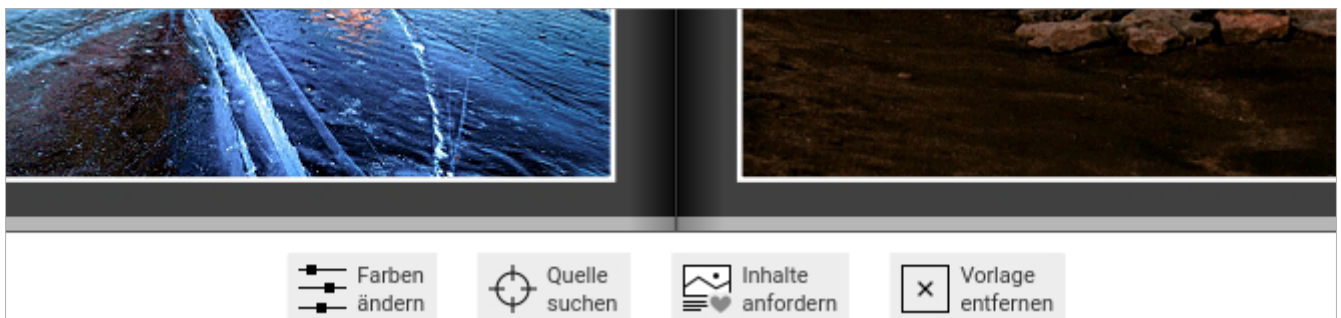 Farben
ändern
Quelle
suchen
Inhalte
anfordern
Vorlage
entfernen